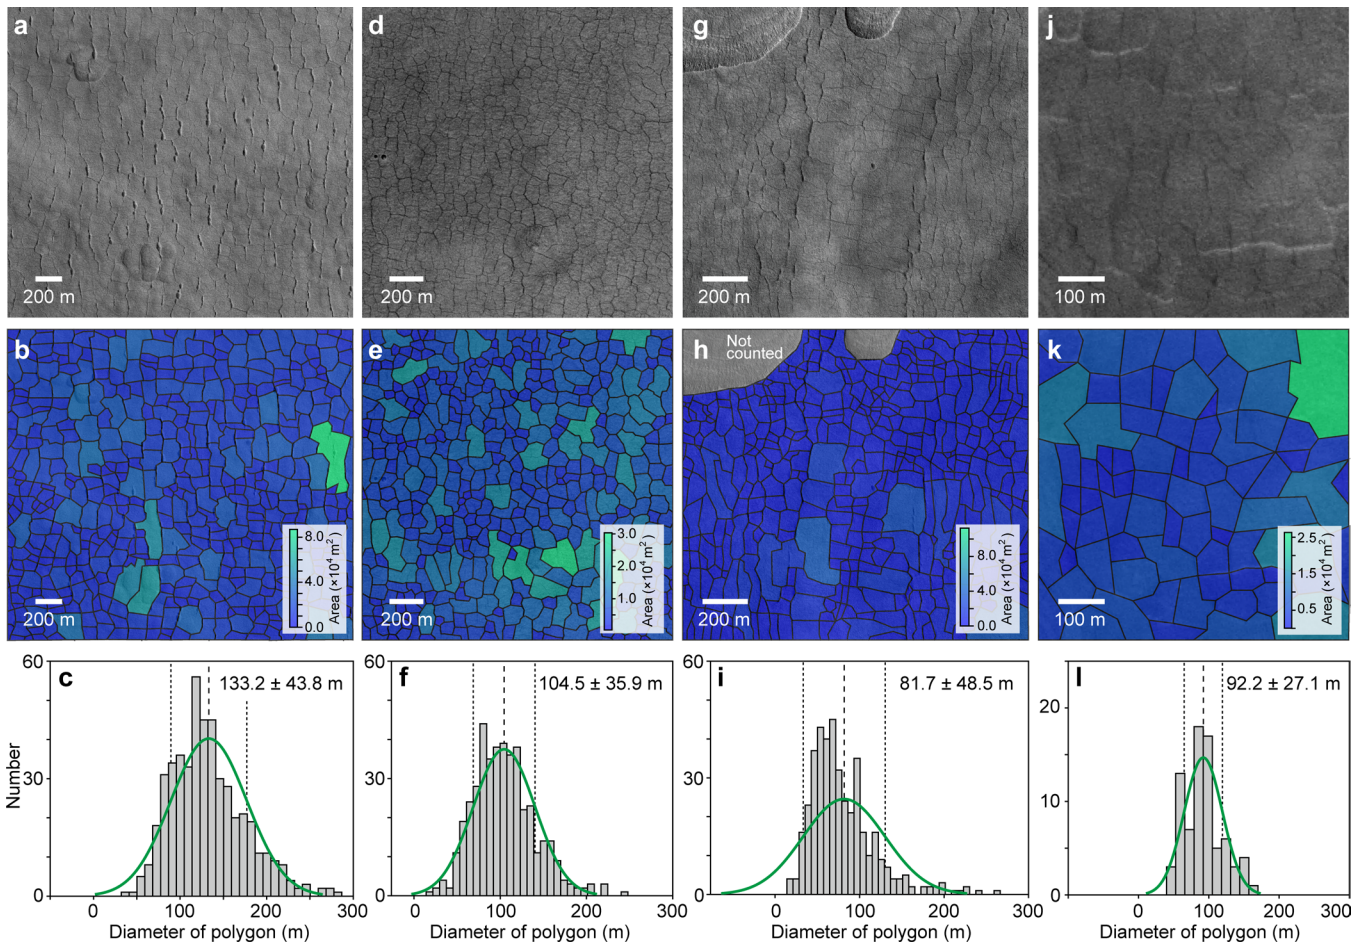 a
200 m
d
200 m
g
200 m
j
100 m
b
8.0
4.0
0.0
Area (×10⁴ m²)
200 m
e
3.0
2.0
1.0
Area (×10⁴ m²)
200 m
h
Not
counted
8.0
4.0
0.0
Area (×10⁴ m²)
200 m
k
2.5
1.5
0.5
Area (×10⁴ m²)
100 m
c
133.2 ± 43.8 m
60
30
0
Number
0 100 200 300
Diameter of polygon (m)
f
104.5 ± 35.9 m
60
30
0
0 100 200 300
Diameter of polygon (m)
i
81.7 ± 48.5 m
60
30
0
0 100 200 300
Diameter of polygon (m)
l
92.2 ± 27.1 m
20
10
0
0 100 200 300
Diameter of polygon (m)